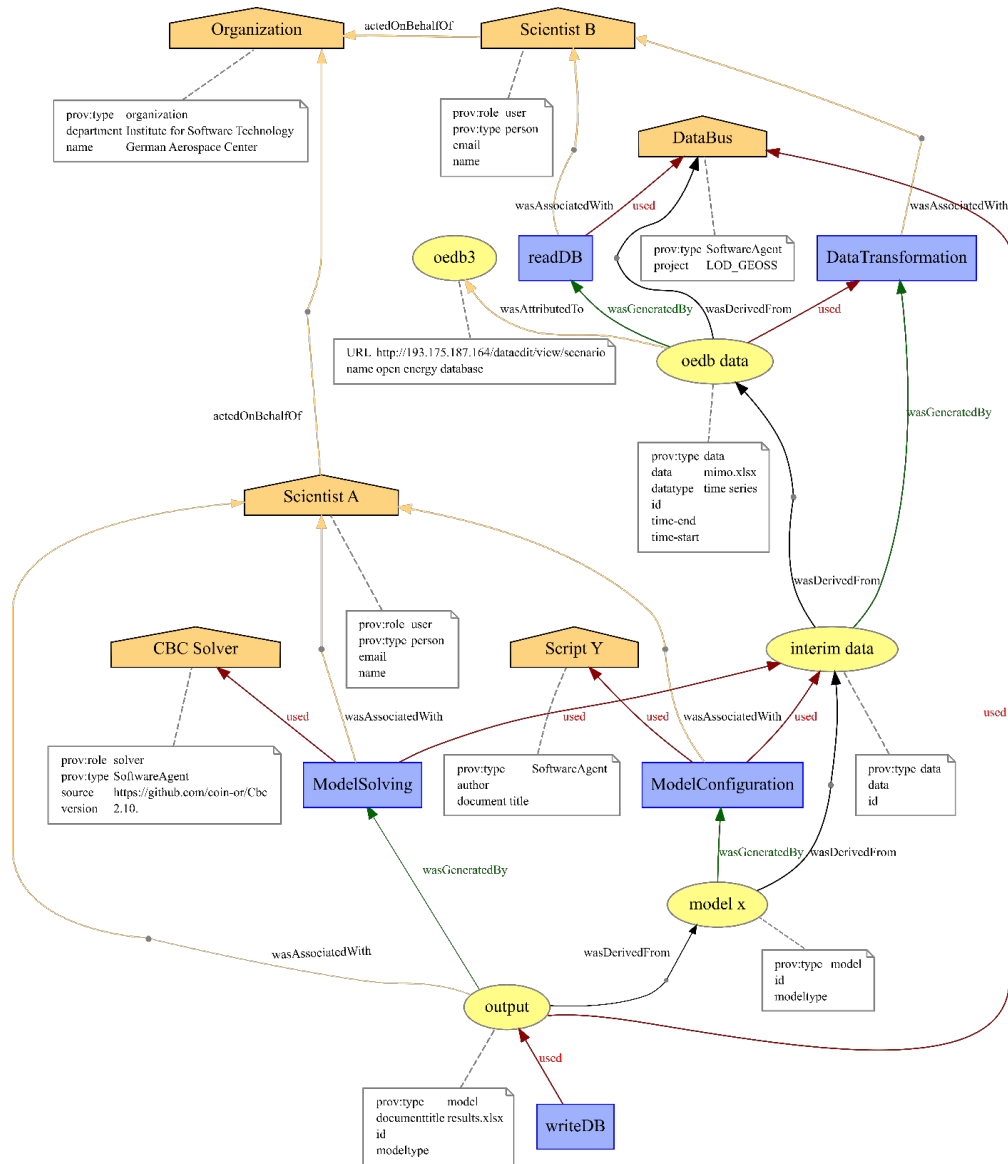 Organization
actedOnBehalfOf
Scientist B
prov:type organization
department Institute for Software Technology
name German Aerospace Center
prov:role user
prov:type person
email
name
DataBus
wasAssociatedWith
used
wasAssociatedWith
oedb3
readDB
prov:type SoftwareAgent
project LOD_GEOSS
DataTransformation
wasAttributedTo
wasGeneratedBy
wasDerivedFrom
used
URL http://193.175.187.164/dataedit/view/scenario
name open energy database
oedb data
actedOnBehalfOf
wasGeneratedBy
prov:type data
data mimo.xlsx
datatype time series
id
time-end
time-start
Scientist A
wasDerivedFrom
prov:role user
prov:type person
email
name
CBC Solver
Script Y
interim data
used
wasAssociatedWith
used
used
wasAssociatedWith
used
used
prov:role solver
prov:type SoftwareAgent
source https://github.com/coin-or/Cbc
version 2.10.
ModelSolving
prov:type SoftwareAgent
author
document title
ModelConfiguration
prov:type data
data
id
wasGeneratedBy
wasGeneratedBy
wasDerivedFrom
model x
wasAssociatedWith
wasDerivedFrom
prov:type model
id
modeltype
output
used
prov:type model
documenttitle results.xlsx
id
modeltype
writeDB